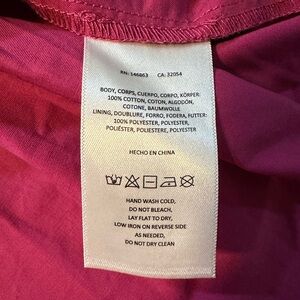 RN: 146863 CA: 32054
BODY, CORPS, CUERPO, CORPO, KÖRPER:
100% COTTON, COTON, ALGODÓN,
COTONE, BAUMWOLLE
LINING, DOUBLURE, FORRO, FODERA, FUTTER:
100% POLYESTER, POLYESTER,
POLIÉSTER, POLIESTERE, POLYESTER
HECHO EN CHINA
HAND WASH COLD,
DO NOT BLEACH,
LAY FLAT TO DRY,
LOW IRON ON REVERSE SIDE
AS NEEDED,
DO NOT DRY CLEAN